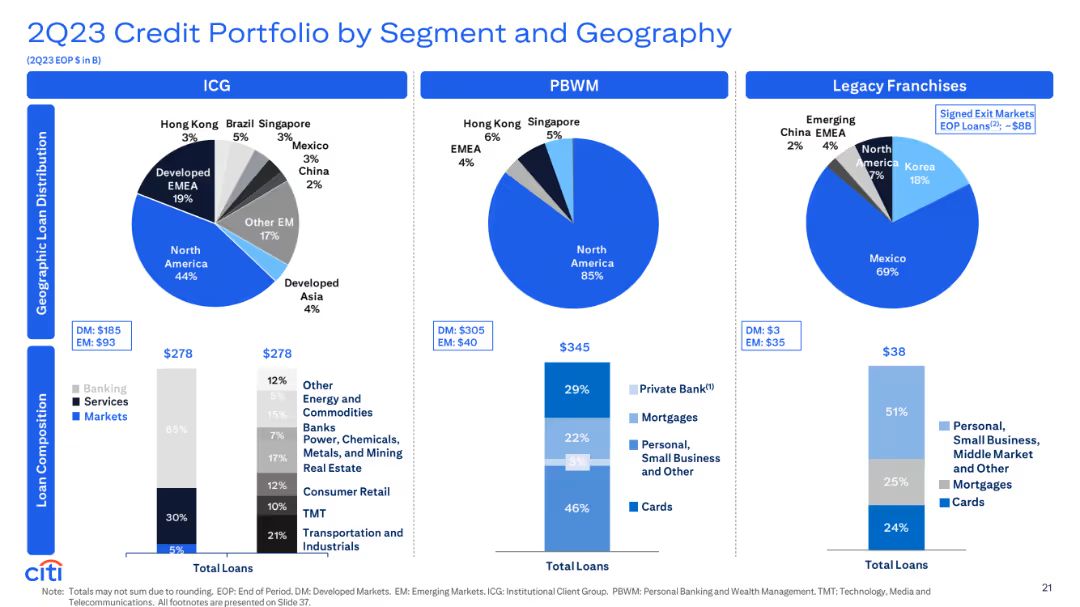 2Q23 Credit Portfolio by Segment and Geography
(2Q23 EOP $ in B)
ICG
PBWM
Legacy Franchises
Geographic Loan Distribution
Hong Kong
3%
Brazil
5%
Singapore
3%
Mexico
3%
China
2%
Developed
EMEA
19%
Other EM
17%
North
America
44%
Developed
Asia
4%
Hong Kong
6%
Singapore
5%
EMEA
4%
North
America
85%
Signed Exit Markets
EOP Loans(2): ~$8B
Emerging
EMEA
4%
China
2%
North
America
7%
Korea
18%
Mexico
69%
Loan Composition
DM: $185
EM: $93
$278
$278
Banking
Services
Markets
65%
30%
5%
12%
5%
15%
7%
17%
12%
10%
21%
Other
Energy and
Commodities
Banks
Power, Chemicals,
Metals, and Mining
Real Estate
Consumer Retail
TMT
Transportation and
Industrials
Total Loans
DM: $305
EM: $40
$345
29%
22%
3%
46%
Private Bank(1)
Mortgages
Personal,
Small Business
and Other
Cards
Total Loans
DM: $3
EM: $35
$38
51%
25%
24%
Personal,
Small Business,
Middle Market
and Other
Mortgages
Cards
Total Loans
citi
Note: Totals may not sum due to rounding. EOP: End of Period. DM: Developed Markets. EM: Emerging Markets. ICG: Institutional Client Group. PBWM: Personal Banking and Wealth Management. TMT: Technology, Media and
Telecommunications. All footnotes are presented on Slide 37.
21